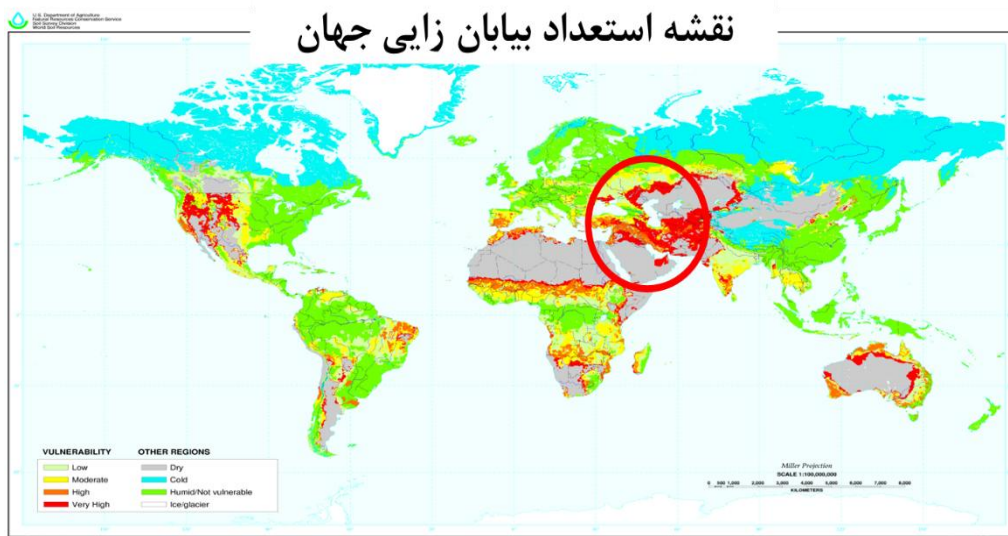 U.S. Department of Agriculture
Natural Resources Conservation Service
Soil Survey Division
World Soil Resources
نقشه استعداد بیابان زایی جهان
VULNERABILITY
Low
Moderate
High
Very High
OTHER REGIONS
Dry
Cold
Humid/Not vulnerable
Ice/glacier
Miller Projection
SCALE 1:100,000,000
0 500 1,000 2,000 3,000 4,000 5,000 6,000 7,000 8,000
KILOMETERS